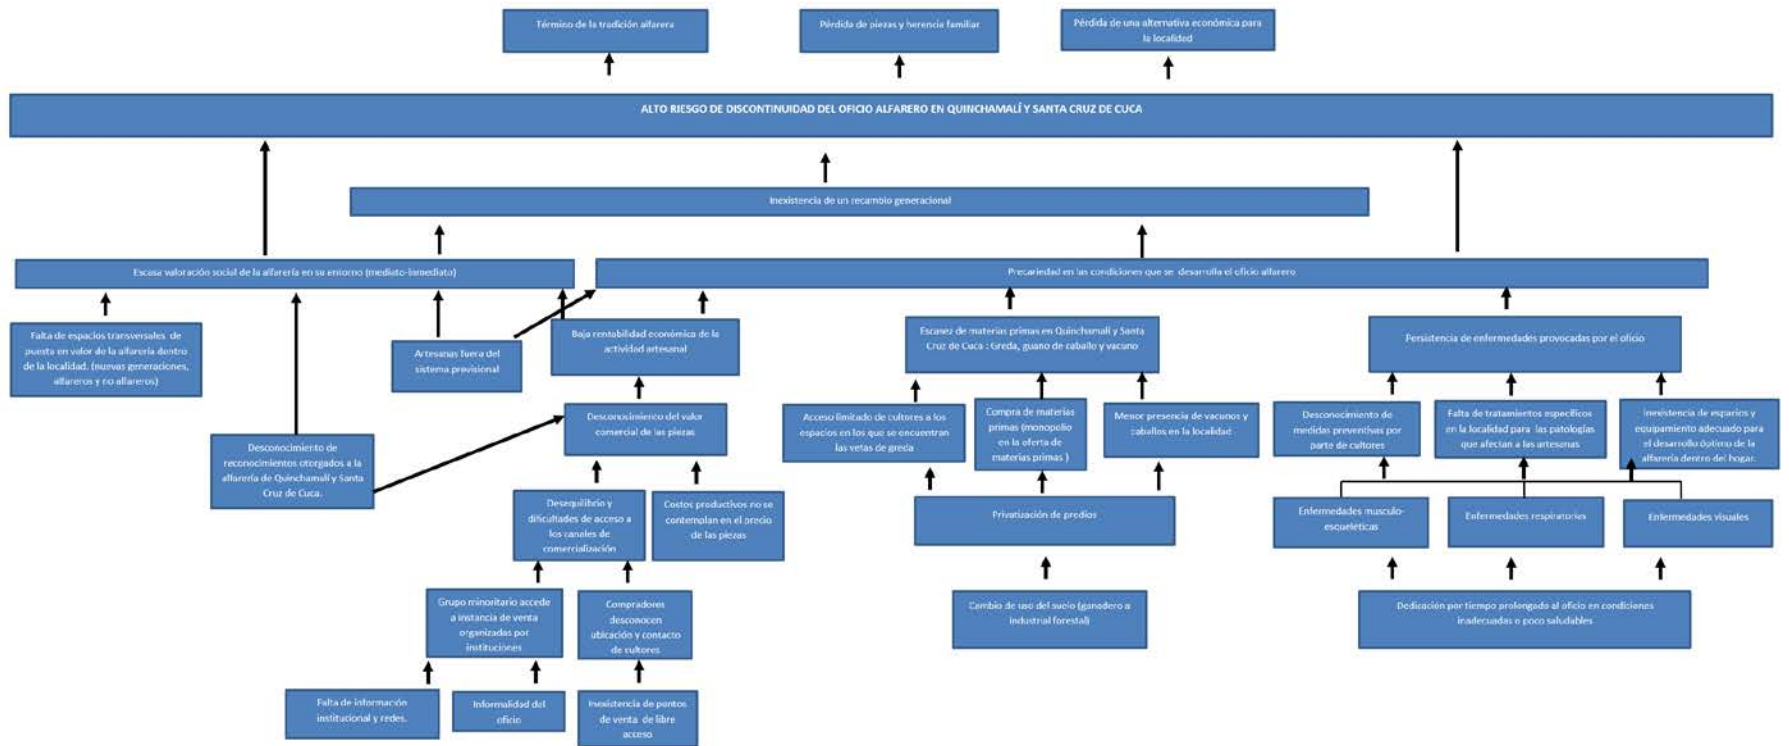 Término de la tradición alfarera
Pérdida de piezas y herencia familiar
Pérdida de una alternativa económica para
la localidad
ALTO RIESGO DE DISCONTINUIDAD DEL OFICIO ALFARERO EN QUINCHAMALÍ Y SANTA CRUZ DE CUCA
Inexistencia de un recambio generacional
Escasa valoración social de la alfarería en su entorno (mediato-inmediato)
Precariedad en las condiciones que se desarrolla el oficio alfarero
Falta de espacios transversales de
puesta en valor de la alfarería dentro
de la localidad. (nuevas generaciones,
alfareros y no alfareros)
Artesanas fuera del
sistema previsional
Baja rentabilidad económica de la
actividad artesanal
Escasez de materias primas en Quinchamalí y Santa
Cruz de Cuca : Greda, guano de caballo y vacuno
Persistencia de enfermedades provocadas por el oficio
Desconocimiento de
reconocimientos otorgados a la
alfarería de Quinchamalí y Santa
Cruz de Cuca.
Desconocimiento del valor
comercial de las piezas
Acceso limitado de cultores a los
espacios en los que se encuentran
las vetas de greda
Compra de materias
primas (monopolio
en la oferta de
materias primas )
Menor presencia de vacunos y
caballos en la localidad
Desconocimiento de
medidas preventivas por
parte de cultores
Falta de tratamientos específicos
en la localidad para las patologías
que afectan a las artesanas
Inexistencia de espacios y
equipamiento adecuado para
el desarrollo óptimo de la
alfarería dentro del hogar.
Desequilibrio y
dificultades de acceso a
los canales de
comercialización
Costos productivos no se
contemplan en el precio
de las piezas
Privatización de predios
Enfermedades musculo-
esqueléticas
Enfermedades respiratorias
Enfermedades visuales
Grupo minoritario accede
a instancia de venta
organizadas por
instituciones
Compradores
desconocen
ubicación y contacto
de cultores
Cambio de uso del suelo (ganadero a
industrial forestal)
Dedicación por tiempo prolongado al oficio en condiciones
inadecuadas o poco saludables
Falta de información
institucional y redes.
Informalidad del
oficio
Inexistencia de puntos
de venta de libre
acceso